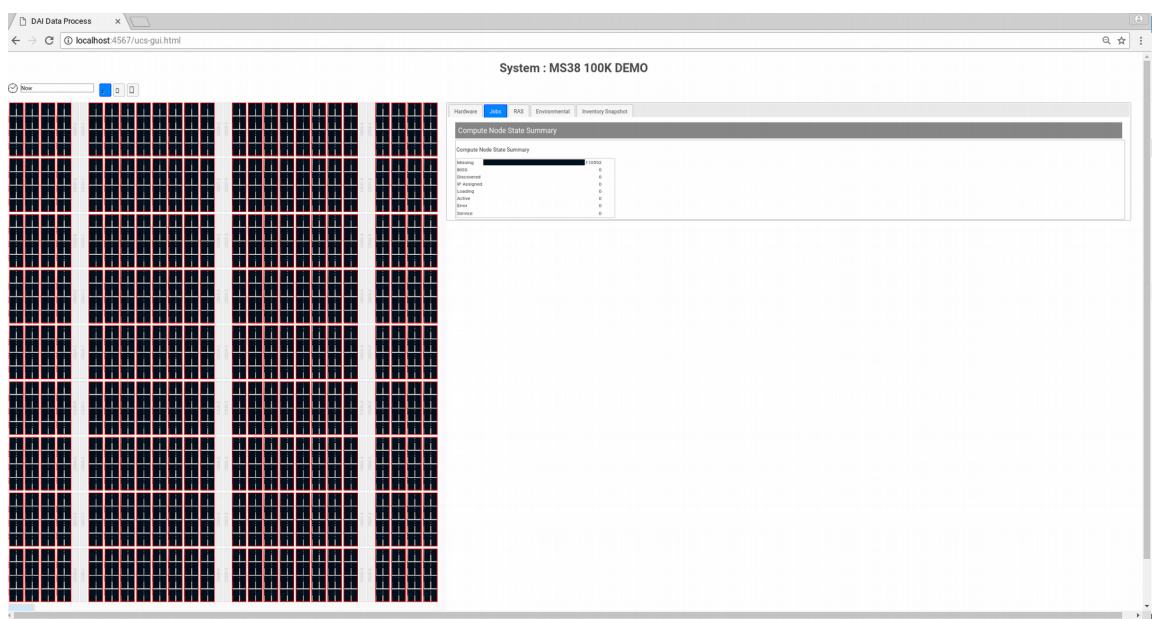 DAI Data Process
localhost:4567/ucs-gui.html
System : MS38 100K DEMO
Now
Hardware Jobs RAS Environmental Inventory Snapshot
Compute Node State Summary
Compute Node State Summary
Missing 110592
BIOS 0
Discovered 0
IP Assigned 0
Loading 0
Active 0
Error 0
Service 0